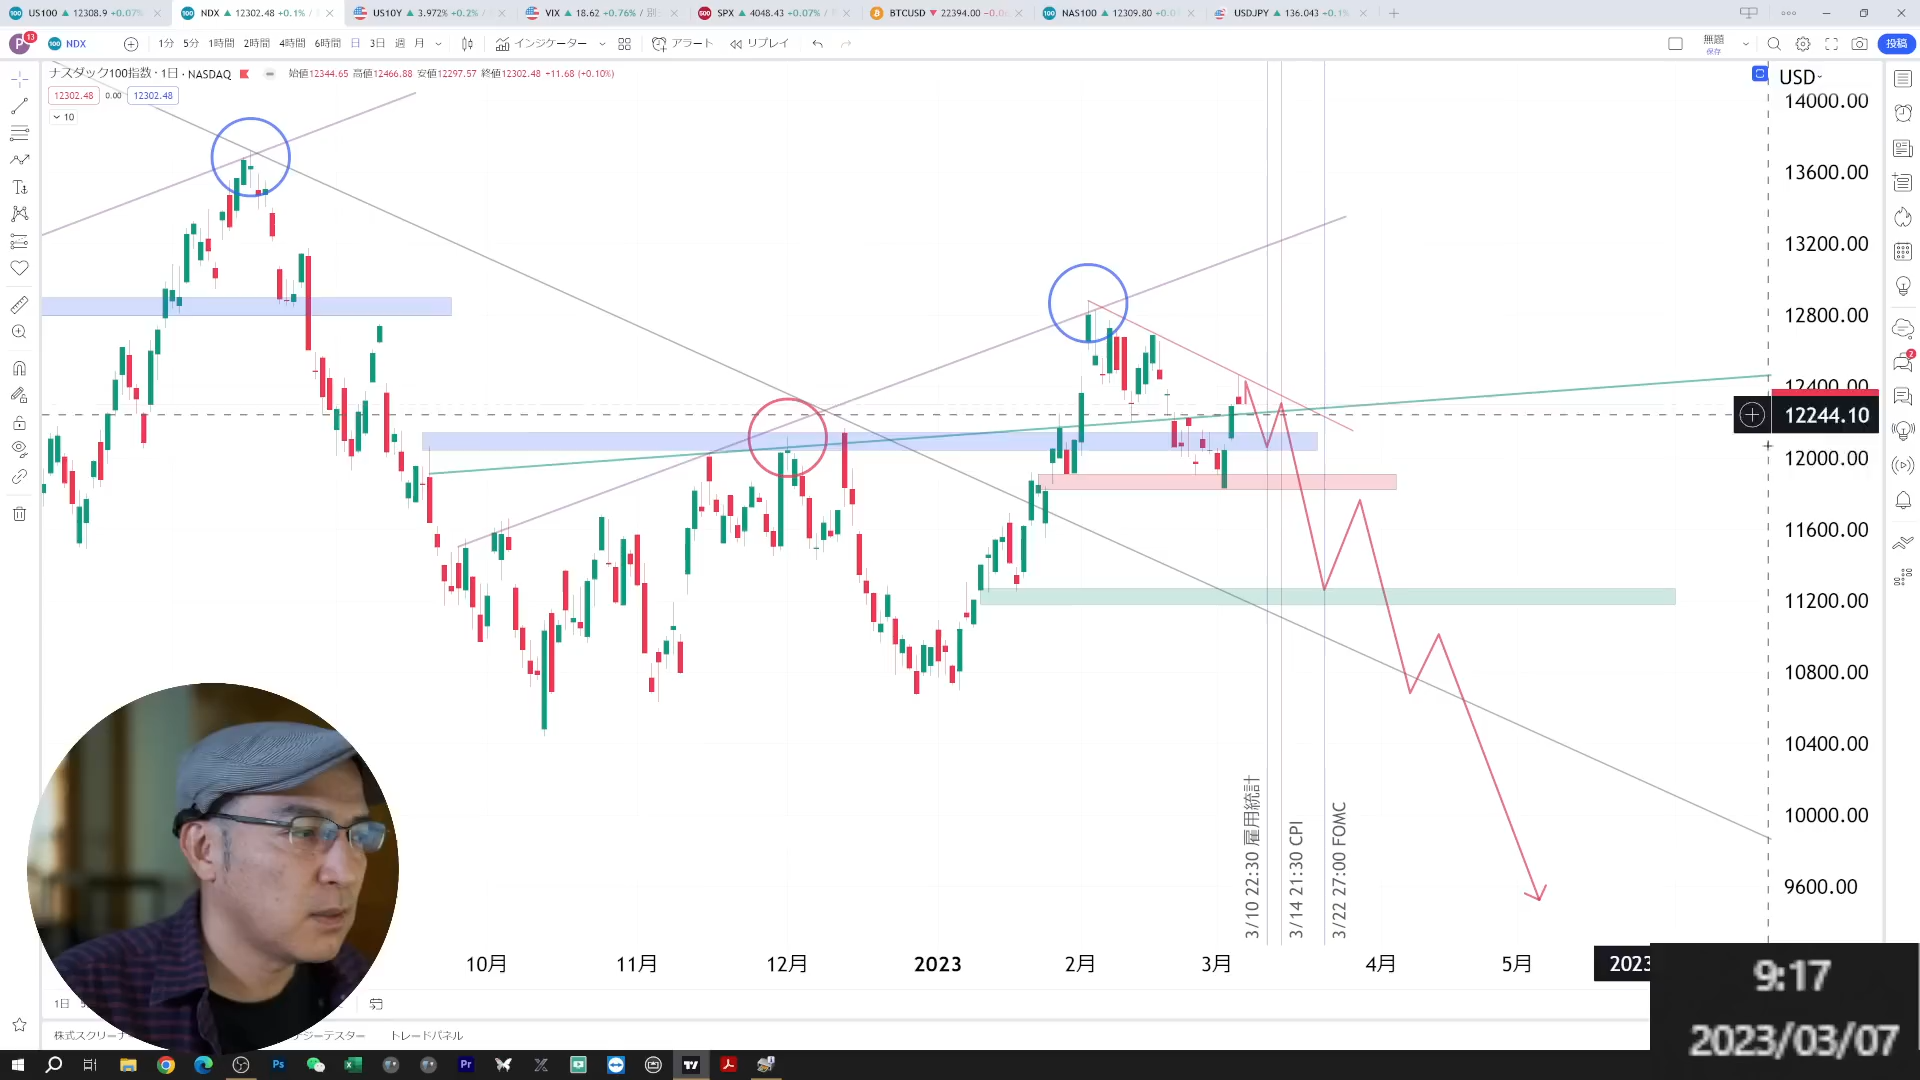 US100 ▲ 12308.9 +0.07%
NDX ▲ 12302.48 +0.1% /
US10Y ▲ 3.972% +0.2% /
VIX ▲ 18.62 +0.76% /
SPX ▲ 4048.43 +0.07% /
BTCUSD ▼ 22394.00
NAS100 ▲ 12309.80
USDJPY ▲ 136.043 +0.1%
P 13
100 NDX
1分 5分 1時間 2時間 4時間 6時間 日 3日 週 月
インジケーター
アラート
リプレイ
無題
保存
投稿
ナスダック100指数・1日・NASDAQ
始値12344.65 高値12466.88 安値12297.57 終値12302.48 +11.68 (+0.10%)
12302.48 0.00 12302.48
10
USD
14000.00
13600.00
13200.00
12800.00
12400.00
12244.10
12000.00
11600.00
11200.00
10800.00
10400.00
10000.00
9600.00
2
3/10 22:30 雇用統計
3/14 21:30 CPI
3/22 27:00 FOMC
10月 11月 12月 2023 2月 3月 4月 5月 2023
1日
株式スクリーナー
トレードパネル
9:17
2023/03/07
Ps
Pr